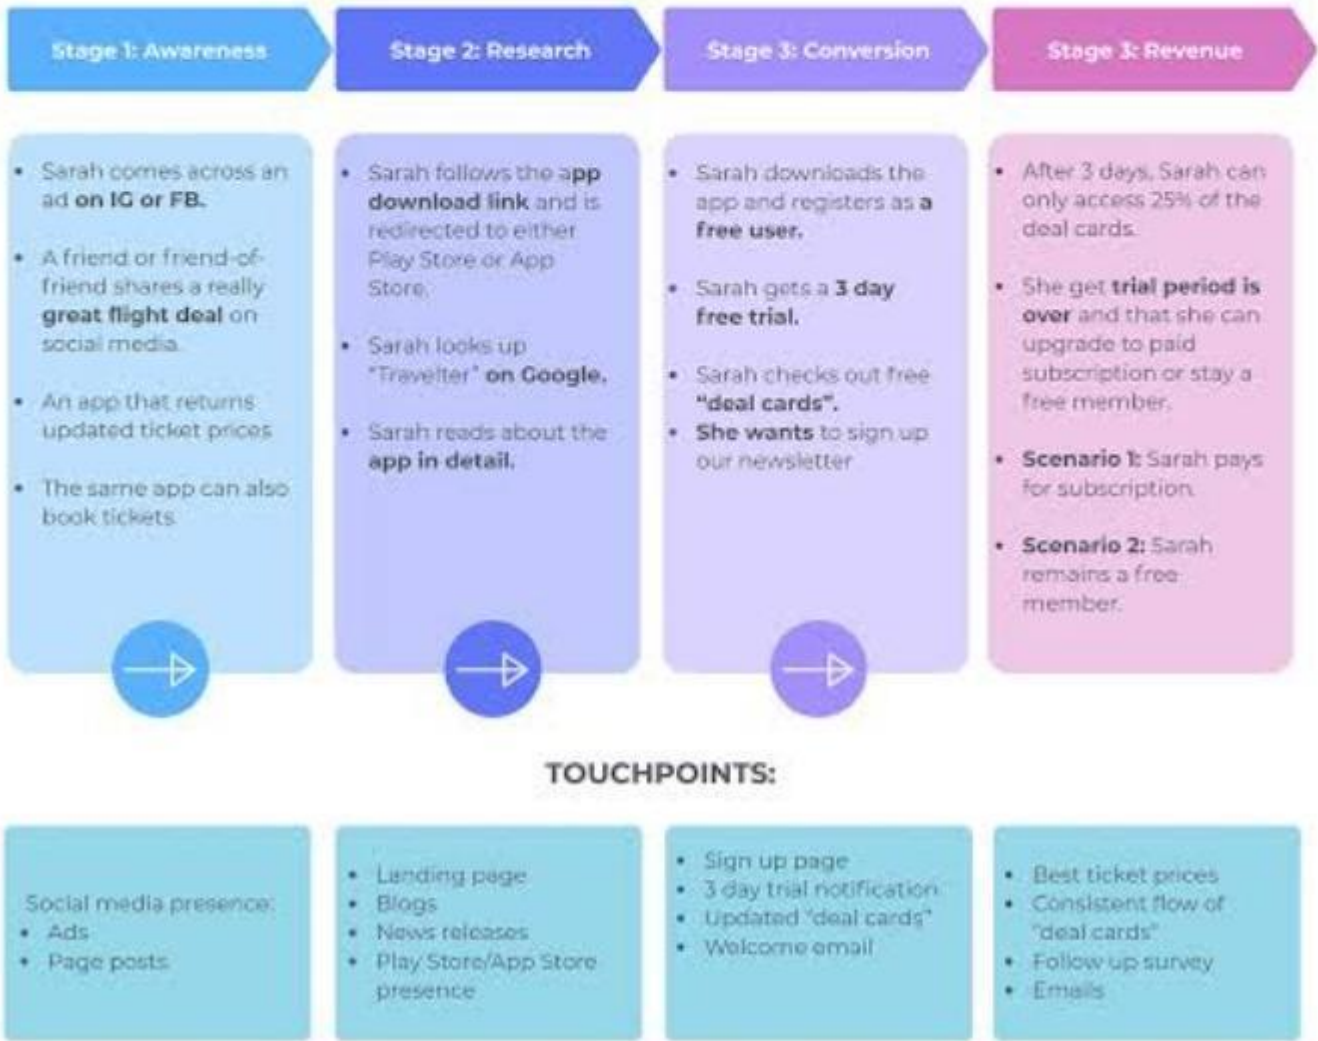 Stage 1: Awareness
Stage 2: Research
Stage 3: Conversion
Stage 3: Revenue
• Sarah comes across an
ad on IG or FB.
• A friend or friend-of-
friend shares a really
great flight deal on
social media.
• An app that returns
updated ticket prices
• The same app can also
book tickets
• Sarah follows the app
download link and is
redirected to either
Play Store or App
Store.
• Sarah looks up
"Travelter" on Google.
• Sarah reads about the
app in detail.
• Sarah downloads the
app and registers as a
free user.
• Sarah gets a 3 day
free trial.
• Sarah checks out free
"deal cards".
• She wants to sign up
our newsletter
• After 3 days, Sarah can
only access 25% of the
deal cards.
• She get trial period is
over and that she can
upgrade to paid
subscription or stay a
free member.
• Scenario 1: Sarah pays
for subscription.
• Scenario 2: Sarah
remains a free
member.
TOUCHPOINTS:
Social media presence:
• Ads
• Page posts
• Landing page
• Blogs
• News releases
• Play Store/App Store
presence
• Sign up page
• 3 day trial notification
• Updated "deal cards"
• Welcome email
• Best ticket prices
• Consistent flow of
"deal cards"
• Follow up survey
• Emails